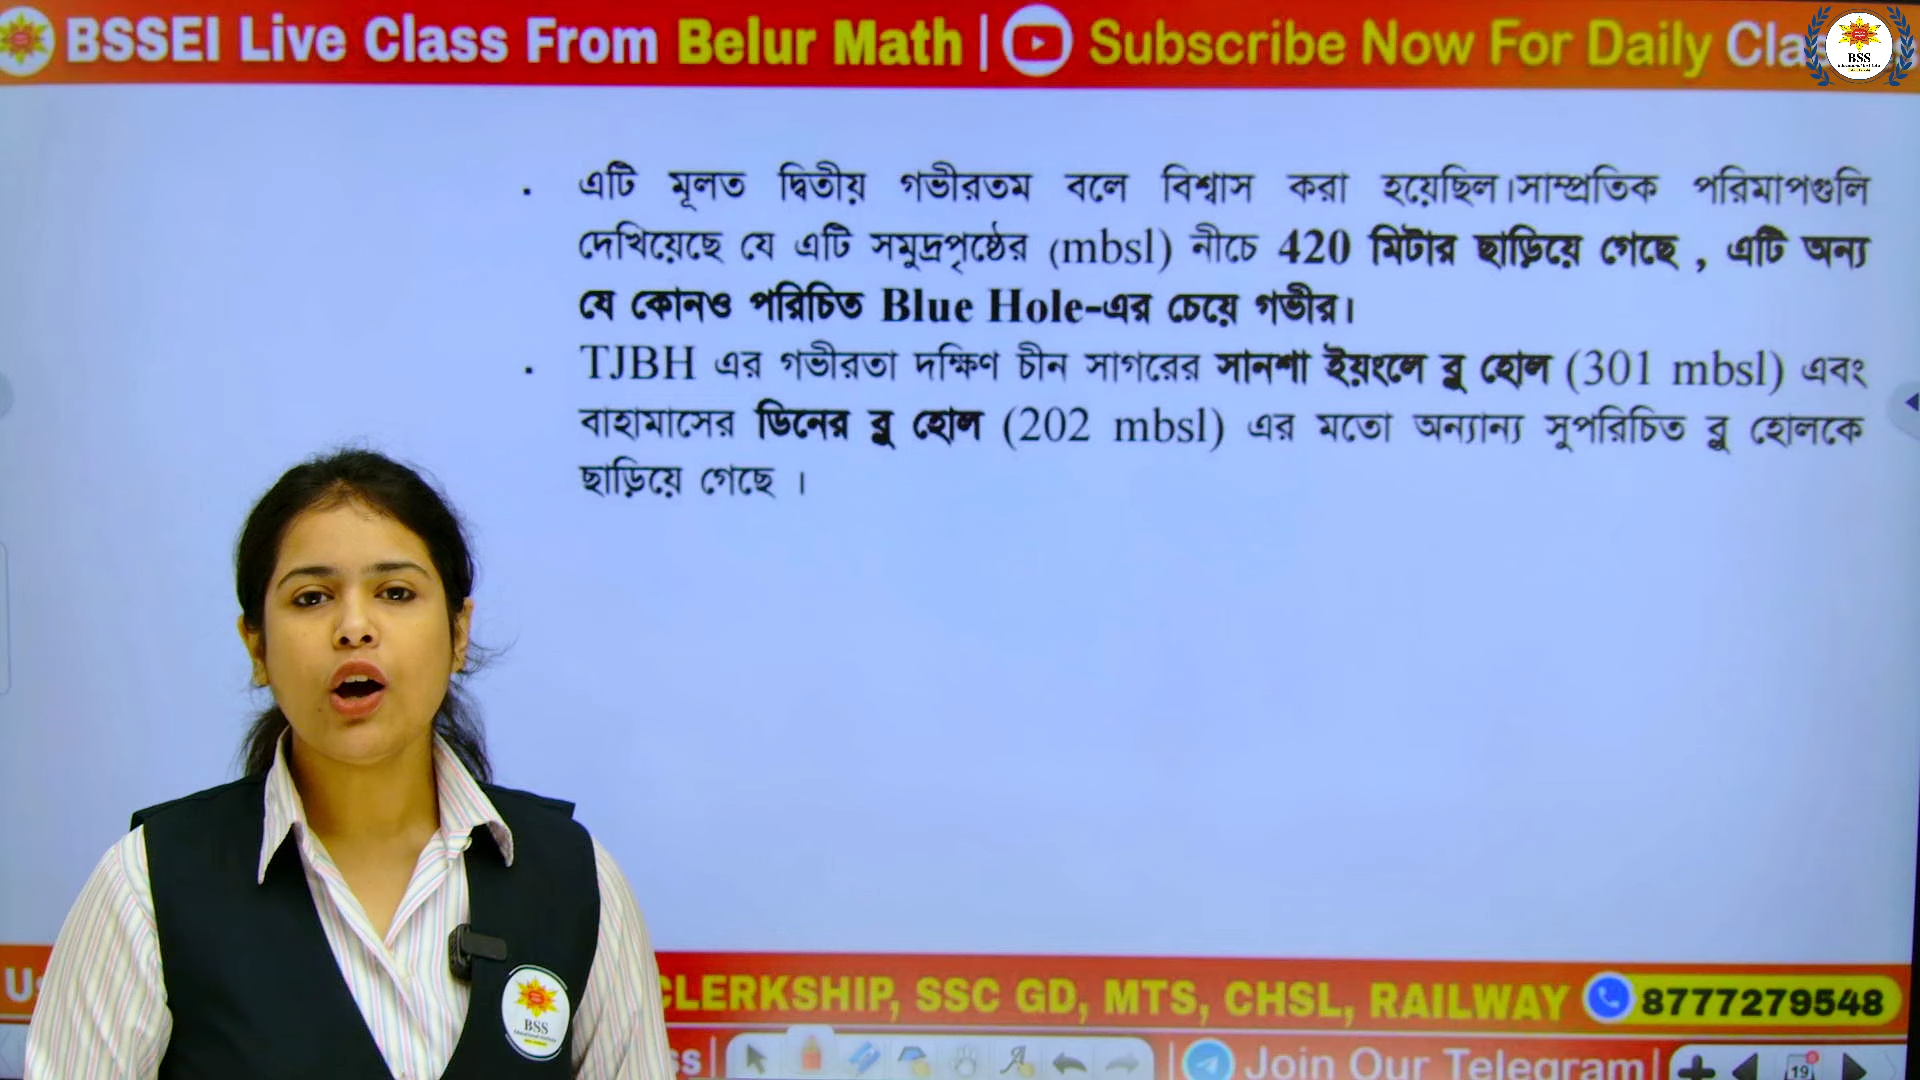 BSSEI Live Class From Belur Math | Subscribe Now For Daily Cla
BSS
এটি মূলত দ্বিতীয় গভীরতম বলে বিশ্বাস করা হয়েছিল।সাম্প্রতিক পরিমাপগুলি
দেখিয়েছে যে এটি সমুদ্রপৃষ্ঠের (mbsl) নীচে 420 মিটার ছাড়িয়ে গেছে , এটি অন্য
যে কোনও পরিচিত Blue Hole-এর চেয়ে গভীর।
TJBH এর গভীরতা দক্ষিণ চীন সাগরের সানশা ইয়ংলে ব্লু হোল (301 mbsl) এবং
বাহামাসের ডিনের ব্লু হোল (202 mbsl) এর মতো অন্যান্য সুপরিচিত ব্লু হোলকে
ছাড়িয়ে গেছে ।
CLERKSHIP, SSC GD, MTS, CHSL, RAILWAY 8777279548
BSS
Join Our Telegram
19